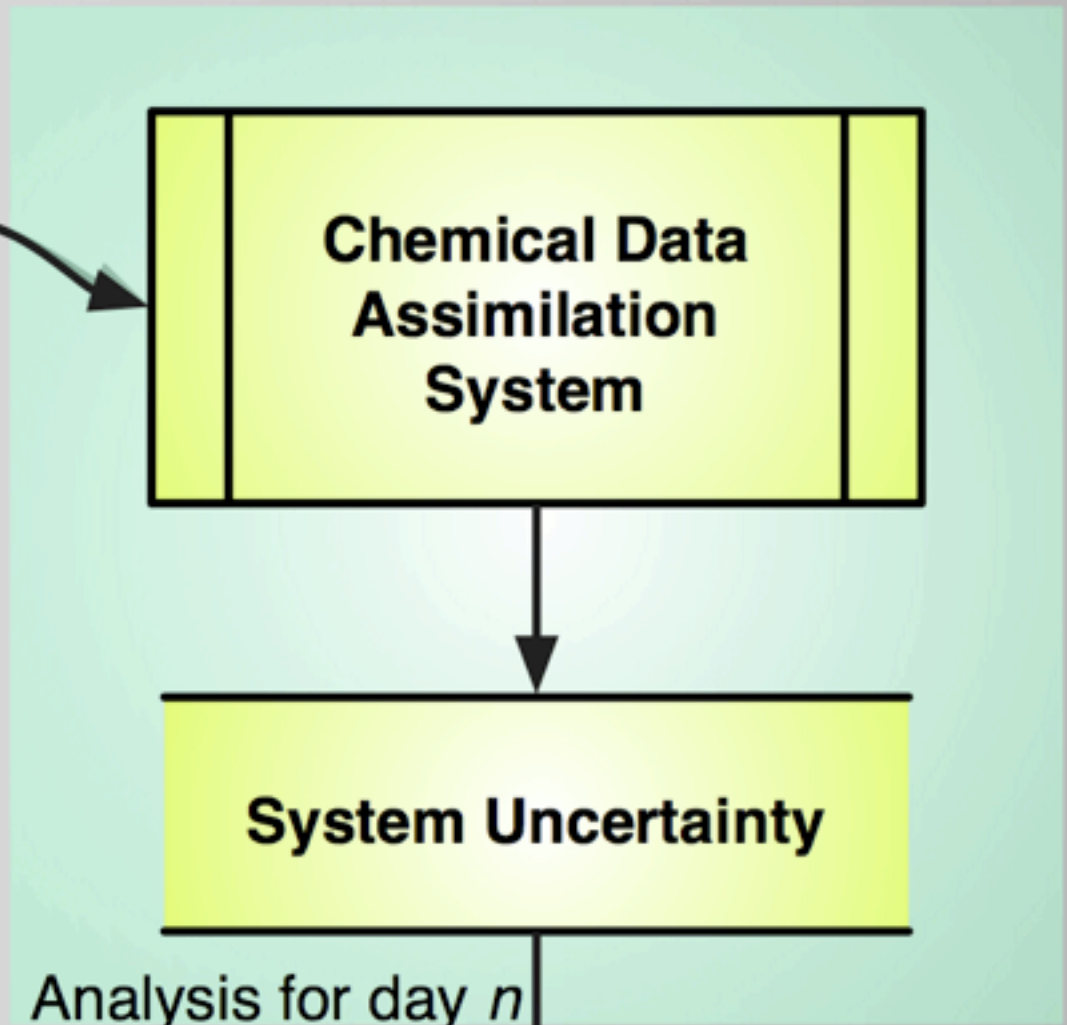 Chemical Data
Assimilation
System
System Uncertainty
Analysis for day n